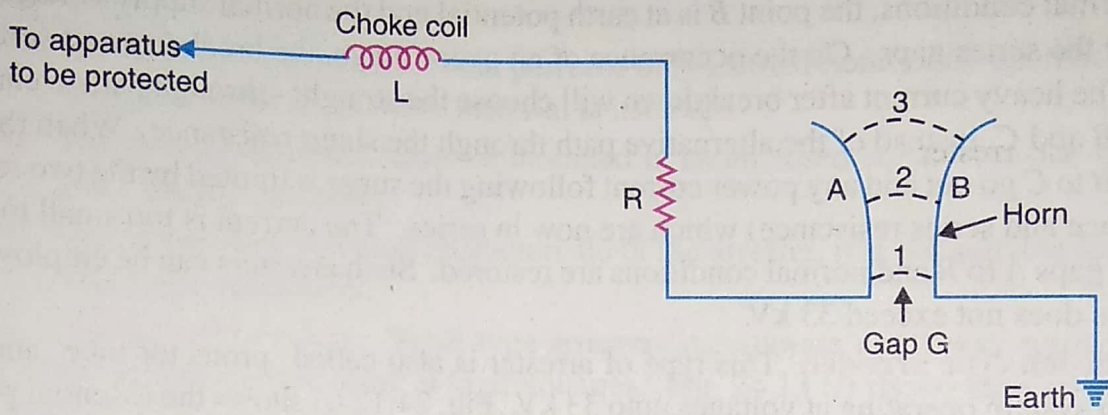 Choke coil
To apparatus
to be protected
L
R
3
A
2
B
Horn
1
Gap G
Earth